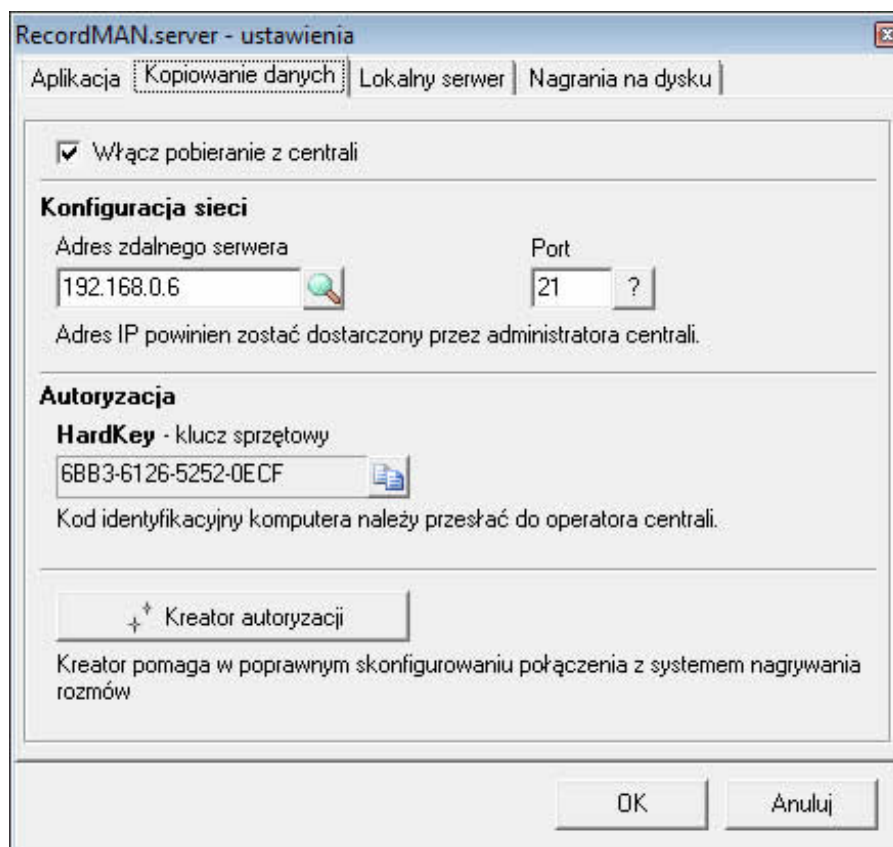 RecordMAN.server - ustawienia
Aplikacja Kopiowanie danych Lokalny serwer Nagrania na dysku
Włącz pobieranie z centrali
Konfiguracja sieci
Adres zdalnego serwera Port
192.168.0.6 21 ?
Adres IP powinien zostać dostarczony przez administratora centrali.
Autoryzacja
HardKey - klucz sprzętowy
6BB3-6126-5252-0ECF
Kod identyfikacyjny komputera należy przesłać do operatora centrali.
Kreator autoryzacji
Kreator pomaga w poprawnym skonfigurowaniu połączenia z systemem nagrywania
rozmów
OK Anuluj